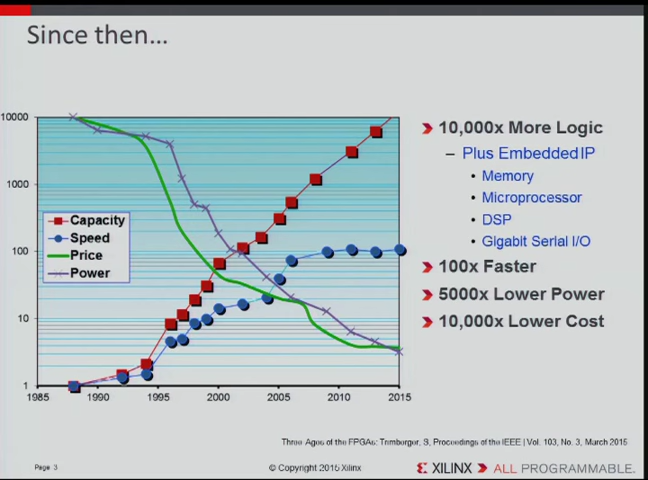 Since then…
10000
1000
100
10
1
1985
1990
1995
2000
2005
2010
2015
Capacity
Speed
Price
Power
10,000x More Logic
– Plus Embedded IP
• Memory
• Microprocessor
• DSP
• Gigabit Serial I/O
100x Faster
5000x Lower Power
10,000x Lower Cost
Three Ages of the FPGAs: Trimberger, S, Proceedings of the IEEE | Vol. 103, No. 3, March 2015
Page 3
© Copyright 2015 Xilinx
XILINX ALL PROGRAMMABLE.